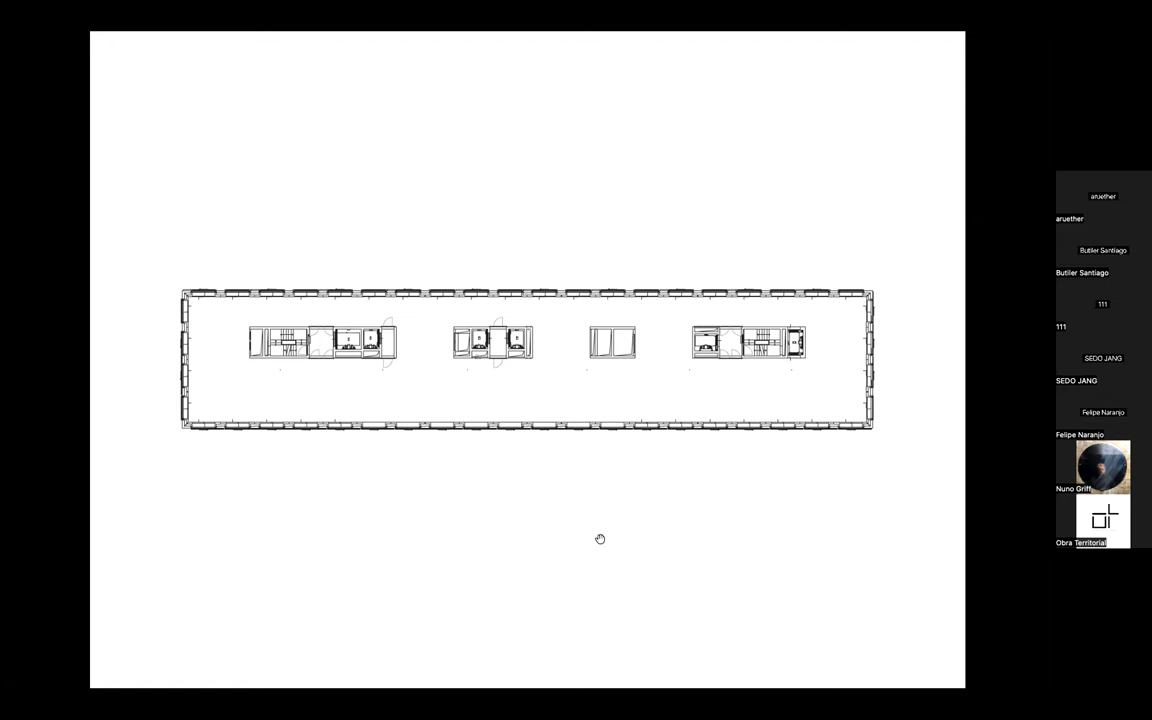 aruether
aruether
Butiler Santiago
Butiler Santiago
111
111
SEDO JANG
SEDO JANG
Felipe Naranjo
Felipe Naranjo
Nuno Griff
Obra Territorial